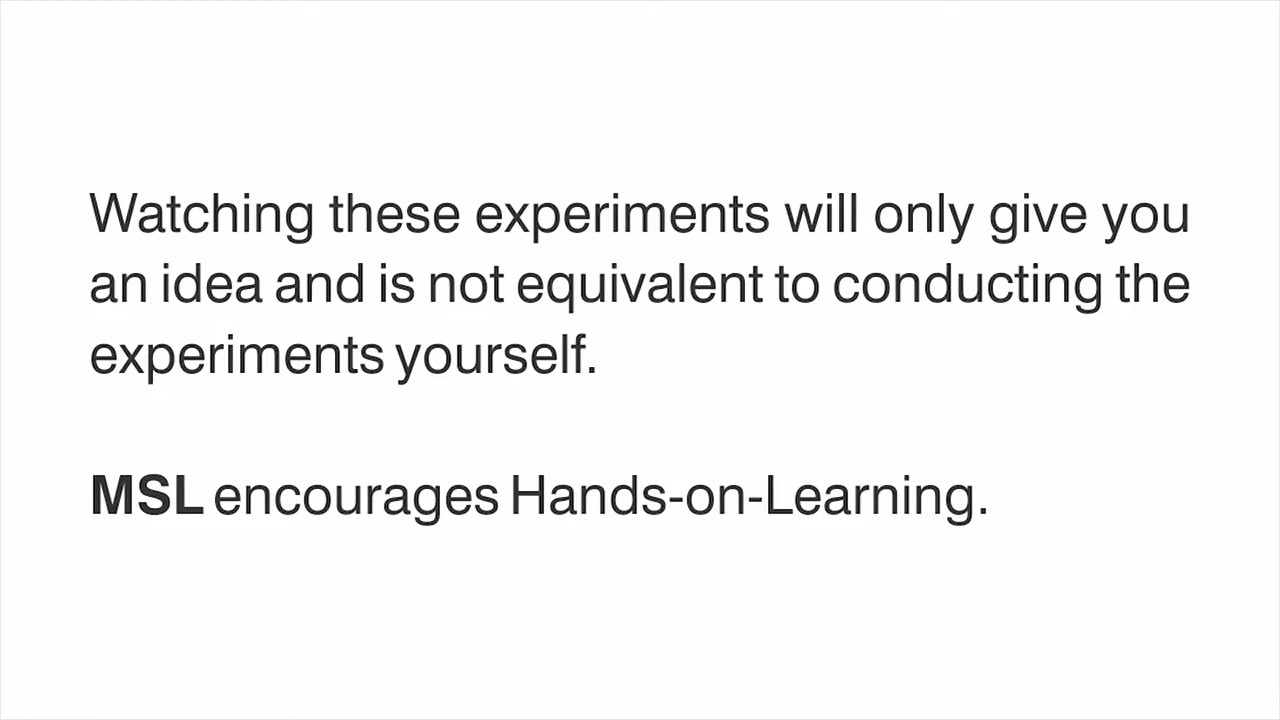 Watching these experiments will only give you
an idea and is not equivalent to conducting the
experiments yourself.
MSL encourages Hands-on-Learning.